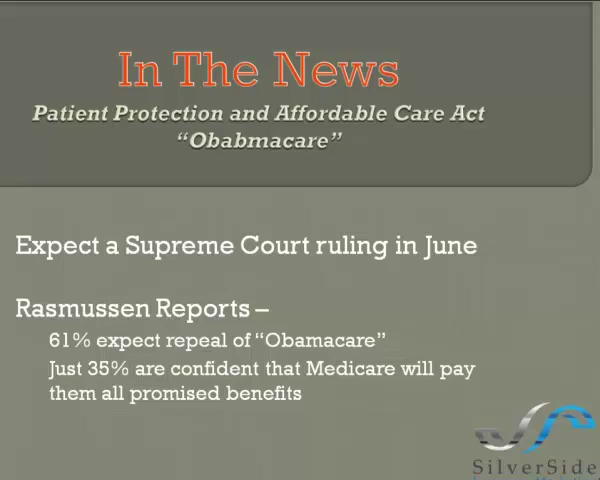 In The News
Patient Protection and Affordable Care Act
“Obabmacare”
Expect a Supreme Court ruling in June
Rasmussen Reports –
61% expect repeal of “Obamacare”
Just 35% are confident that Medicare will pay
them all promised benefits
SilverSide